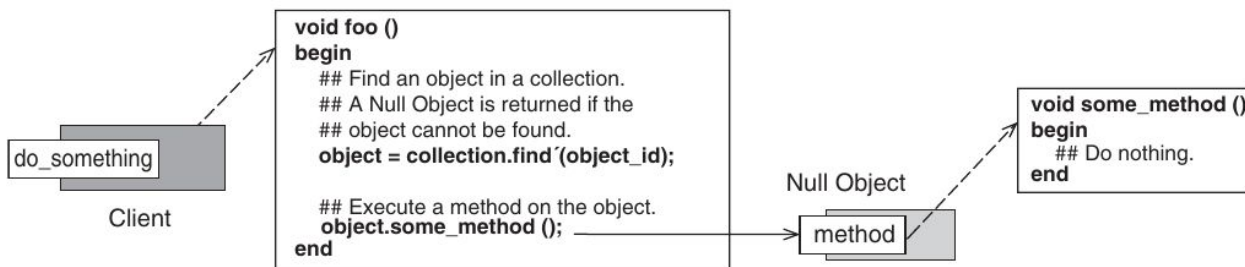 void foo ()
begin
## Find an object in a collection.
## A Null Object is returned if the
## object cannot be found.
object = collection.find´(object_id);
## Execute a method on the object.
object.some_method ();
end
do_something
Client
Null Object
method
void some_method ()
begin
## Do nothing.
end